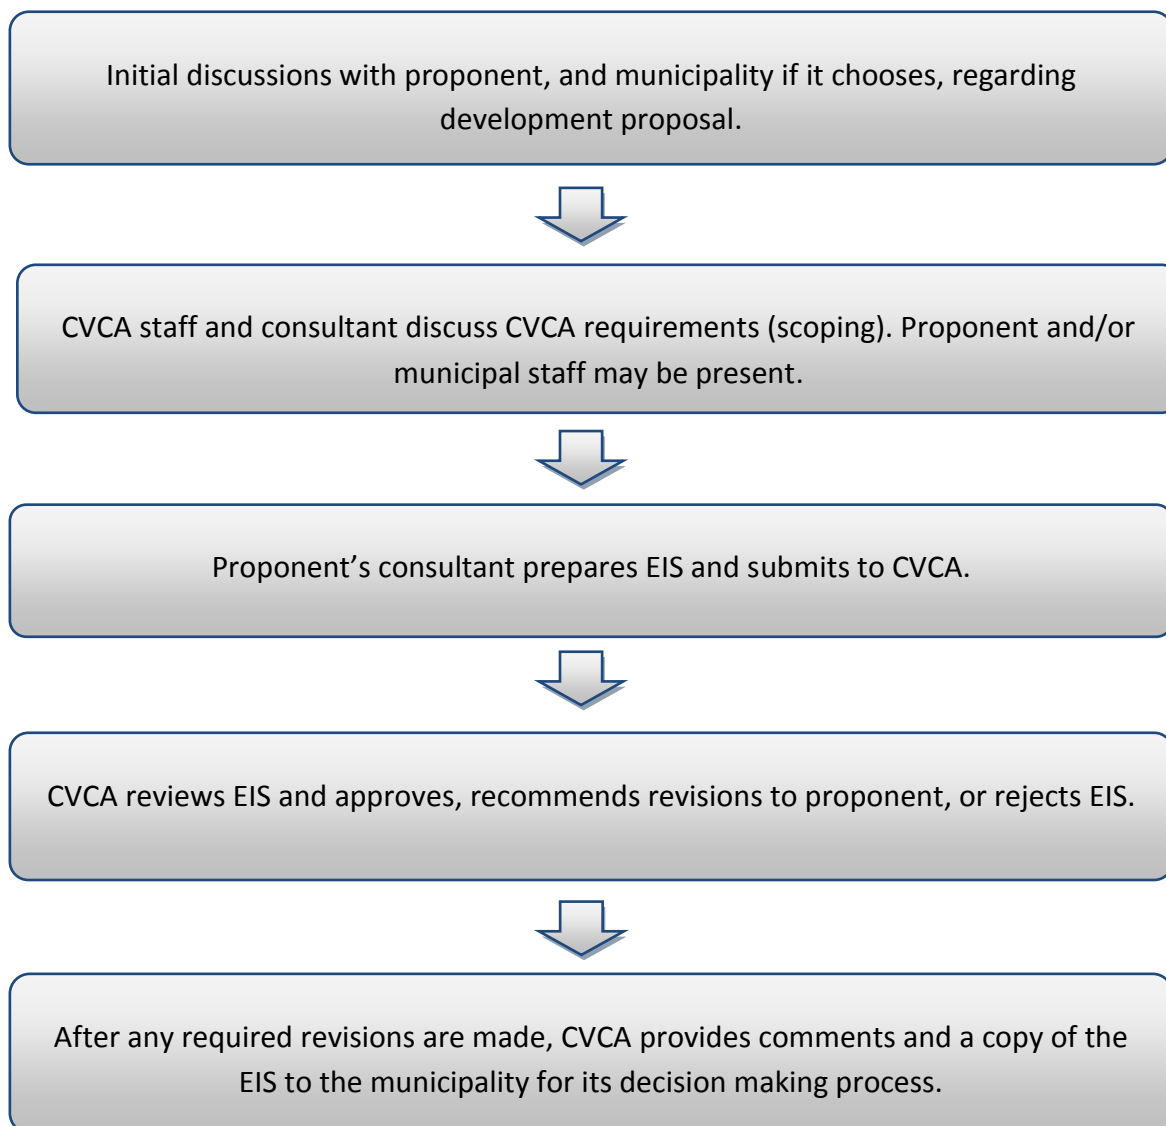 Initial discussions with proponent, and municipality if it chooses, regarding
development proposal.
CVCA staff and consultant discuss CVCA requirements (scoping). Proponent and/or
municipal staff may be present.
Proponent’s consultant prepares EIS and submits to CVCA.
CVCA reviews EIS and approves, recommends revisions to proponent, or rejects EIS.
After any required revisions are made, CVCA provides comments and a copy of the
EIS to the municipality for its decision making process.